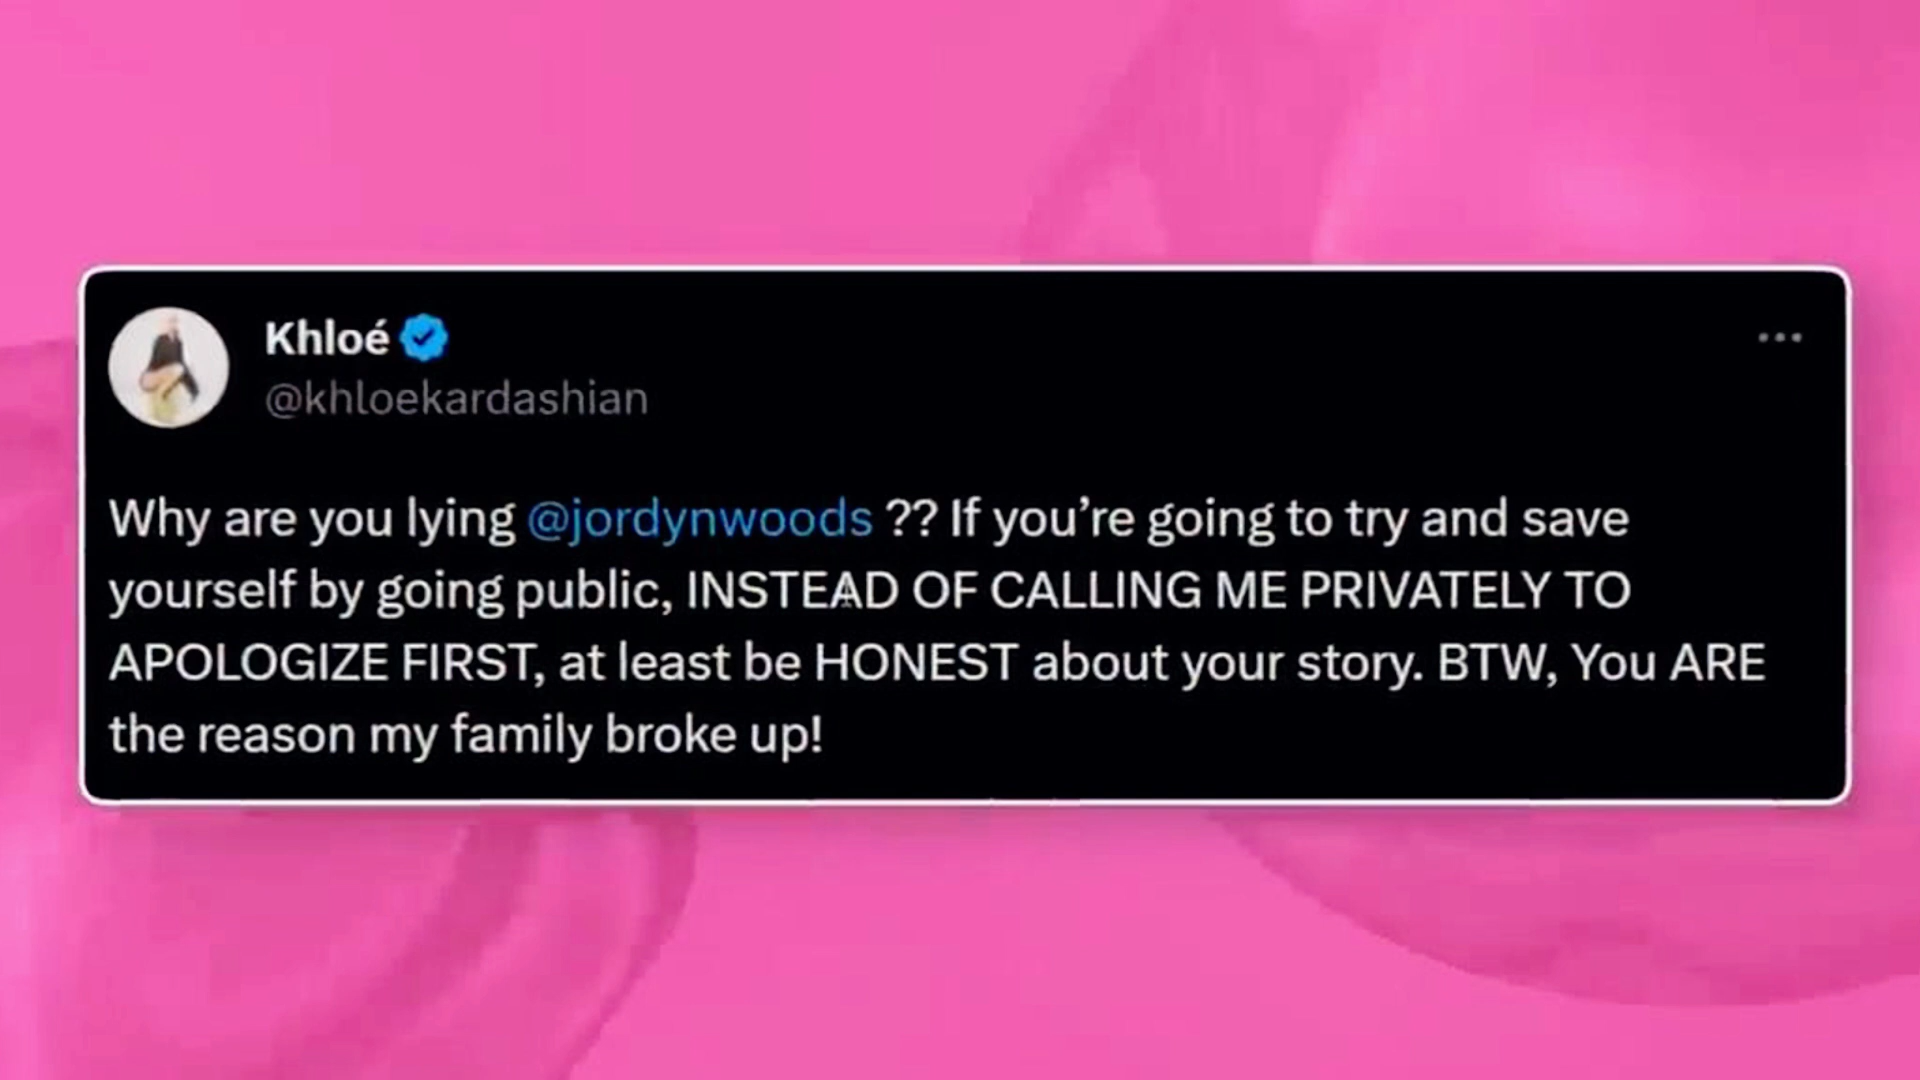 Khloé
@khloekardashian
Why are you lying @jordynwoods ?? If you’re going to try and save
yourself by going public, INSTEAD OF CALLING ME PRIVATELY TO
APOLOGIZE FIRST, at least be HONEST about your story. BTW, You ARE
the reason my family broke up!